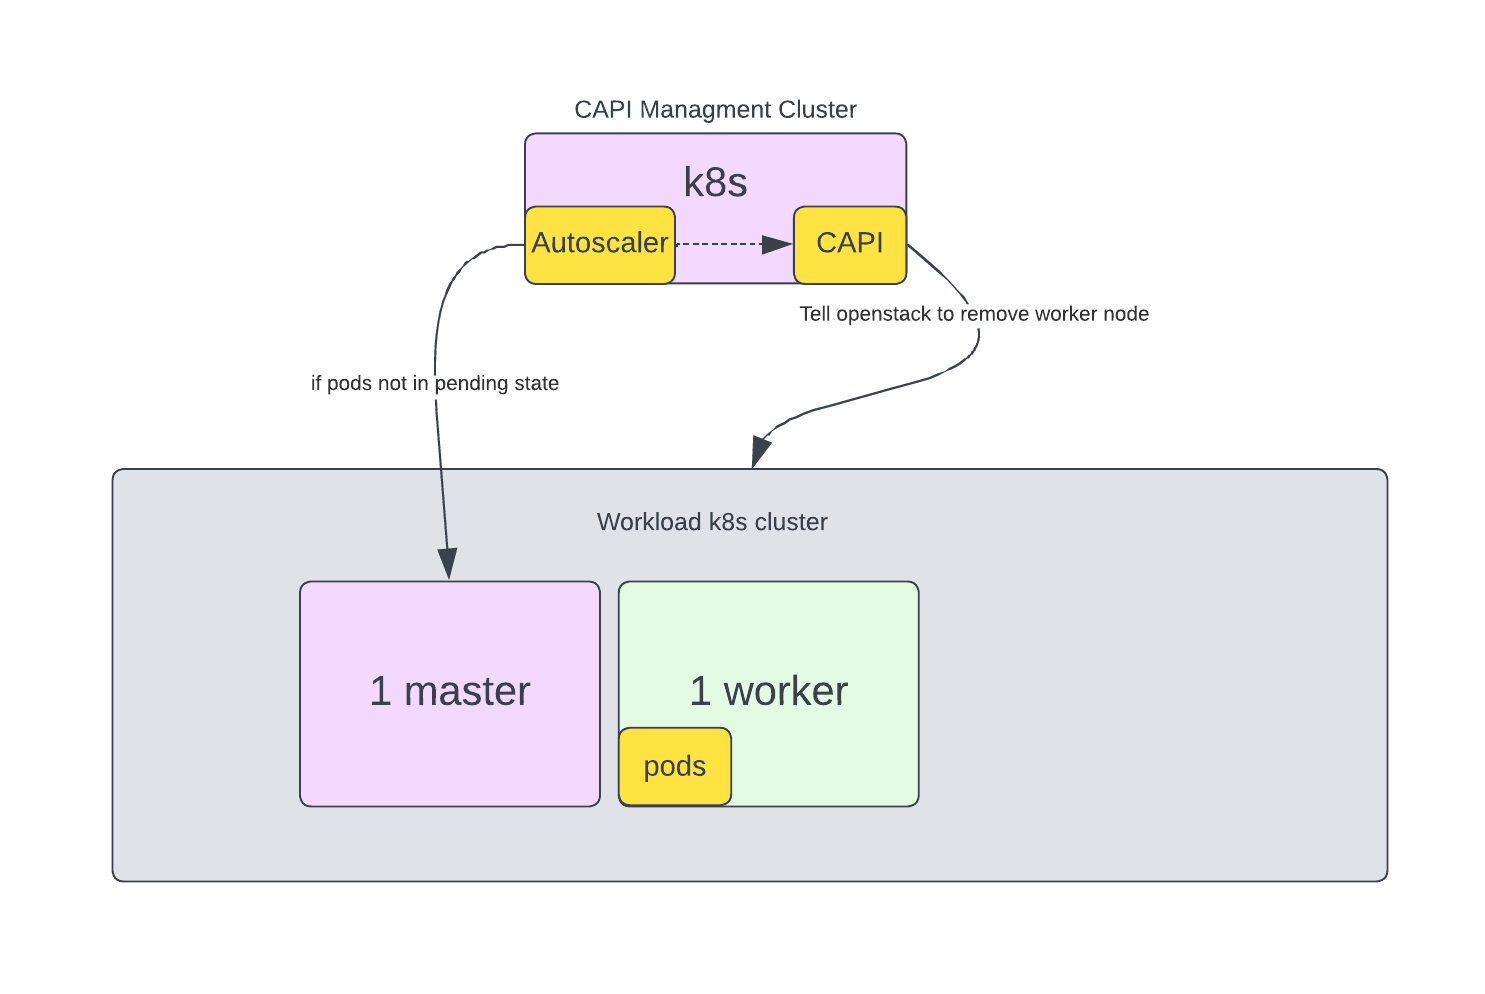 CAPI Managment Cluster
k8s
Autoscaler
CAPI
Tell openstack to remove worker node
if pods not in pending state
Workload k8s cluster
1 master
1 worker
pods